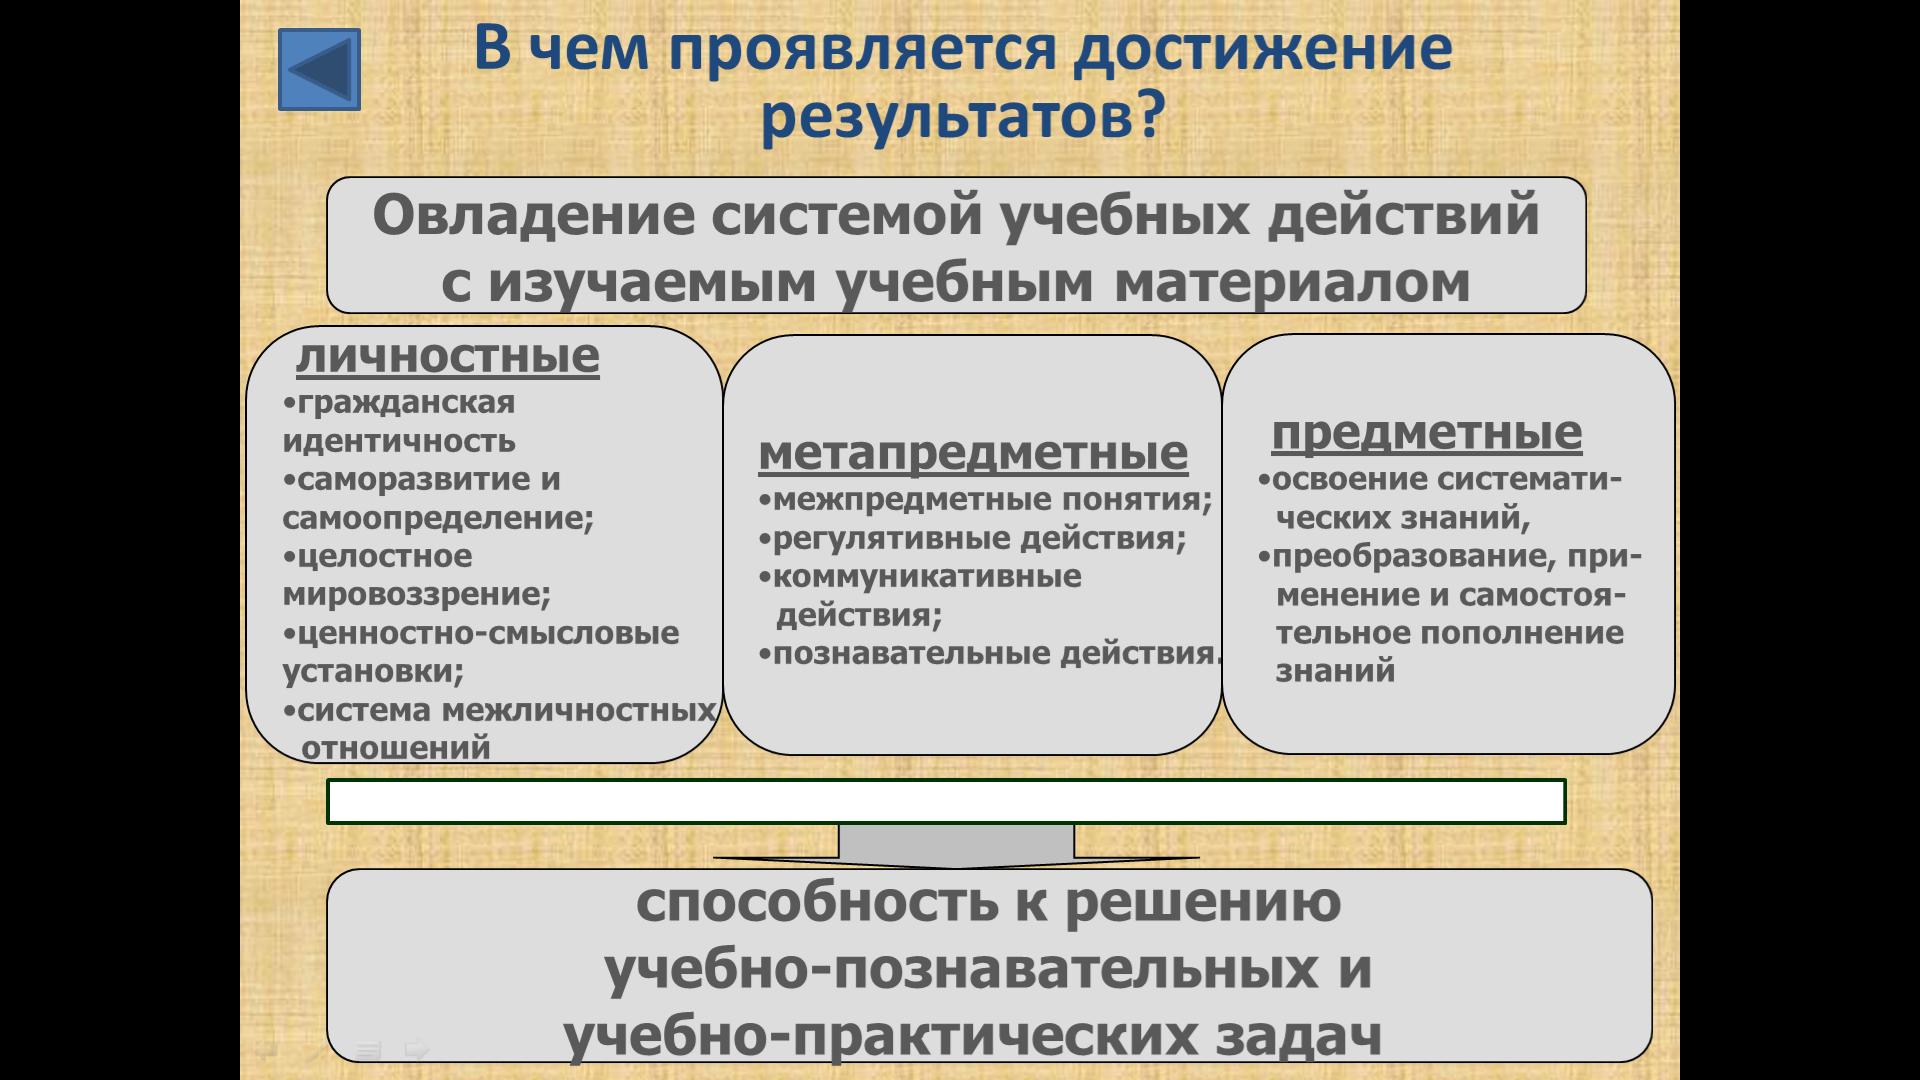 В чем проявляется достижение
результатов?
Овладение системой учебных действий
с изучаемым учебным материалом
личностные
•гражданская
идентичность
•саморазвитие и
самоопределение;
•целостное
мировоззрение;
•ценностно-смысловые
установки;
•система межличностных
отношений
метапредметные
•межпредметные понятия;
•регулятивные действия;
•коммуникативные
действия;
•познавательные действия.
предметные
•освоение системати-
ческих знаний,
•преобразование, при-
менение и самостоя-
тельное пополнение
знаний
способность к решению
учебно-познавательных и
учебно-практических задач